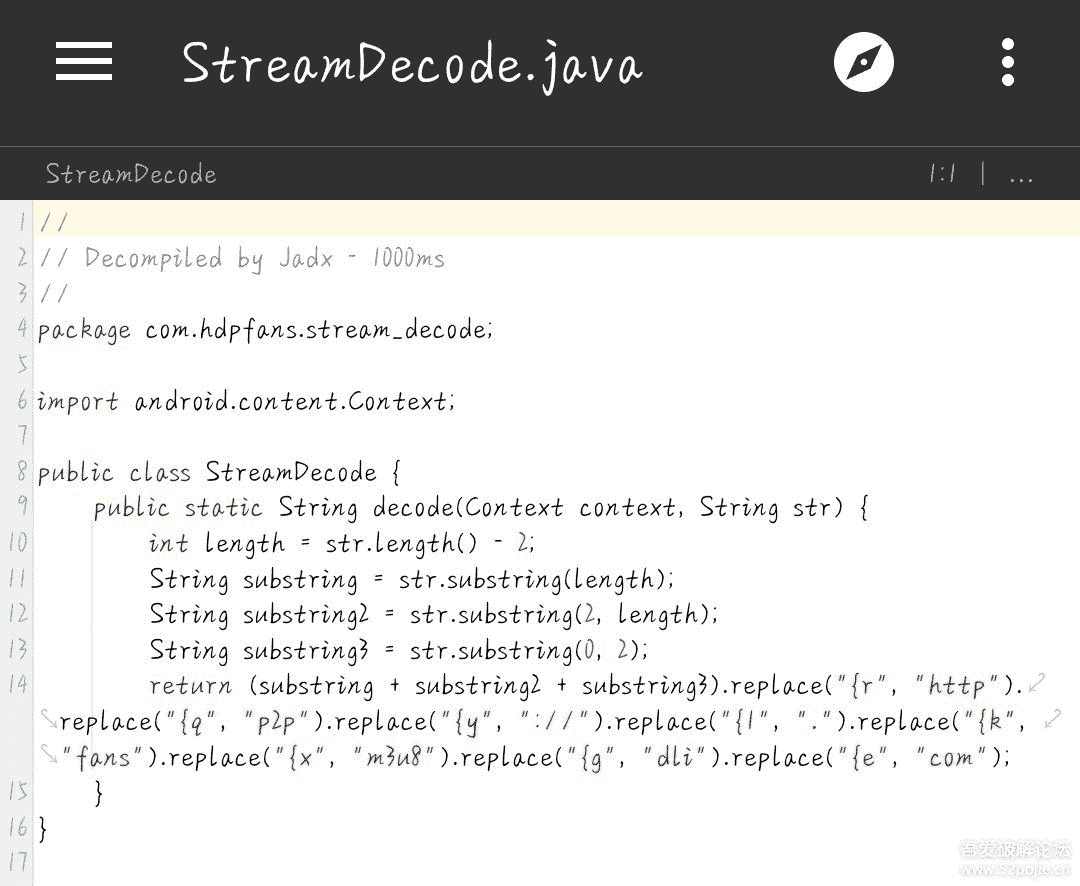 StreamDecode.java
StreamDecode 1:1 | ...
1 //
2 // Decompiled by Jadx - 1000ms
3 //
4 package com.hdpfans.stream_decode;
5
6 import android.content.Context;
7
8 public class StreamDecode {
9 public static String decode(Context context, String str) {
10 int length = str.length() - 2;
11 String substring = str.substring(length);
12 String substring2 = str.substring(2, length);
13 String substring3 = str.substring(0, 2);
14 return (substring + substring2 + substring3).replace("{r", "http").
replace("{q", "p2p").replace("{y", "://").replace("{l", ".").replace("{k",
"fans").replace("{x", "m3u8").replace("{g", "dli").replace("{e", "com");
15 }
16 }
17
吾爱破解论坛
www.52pojie.cn